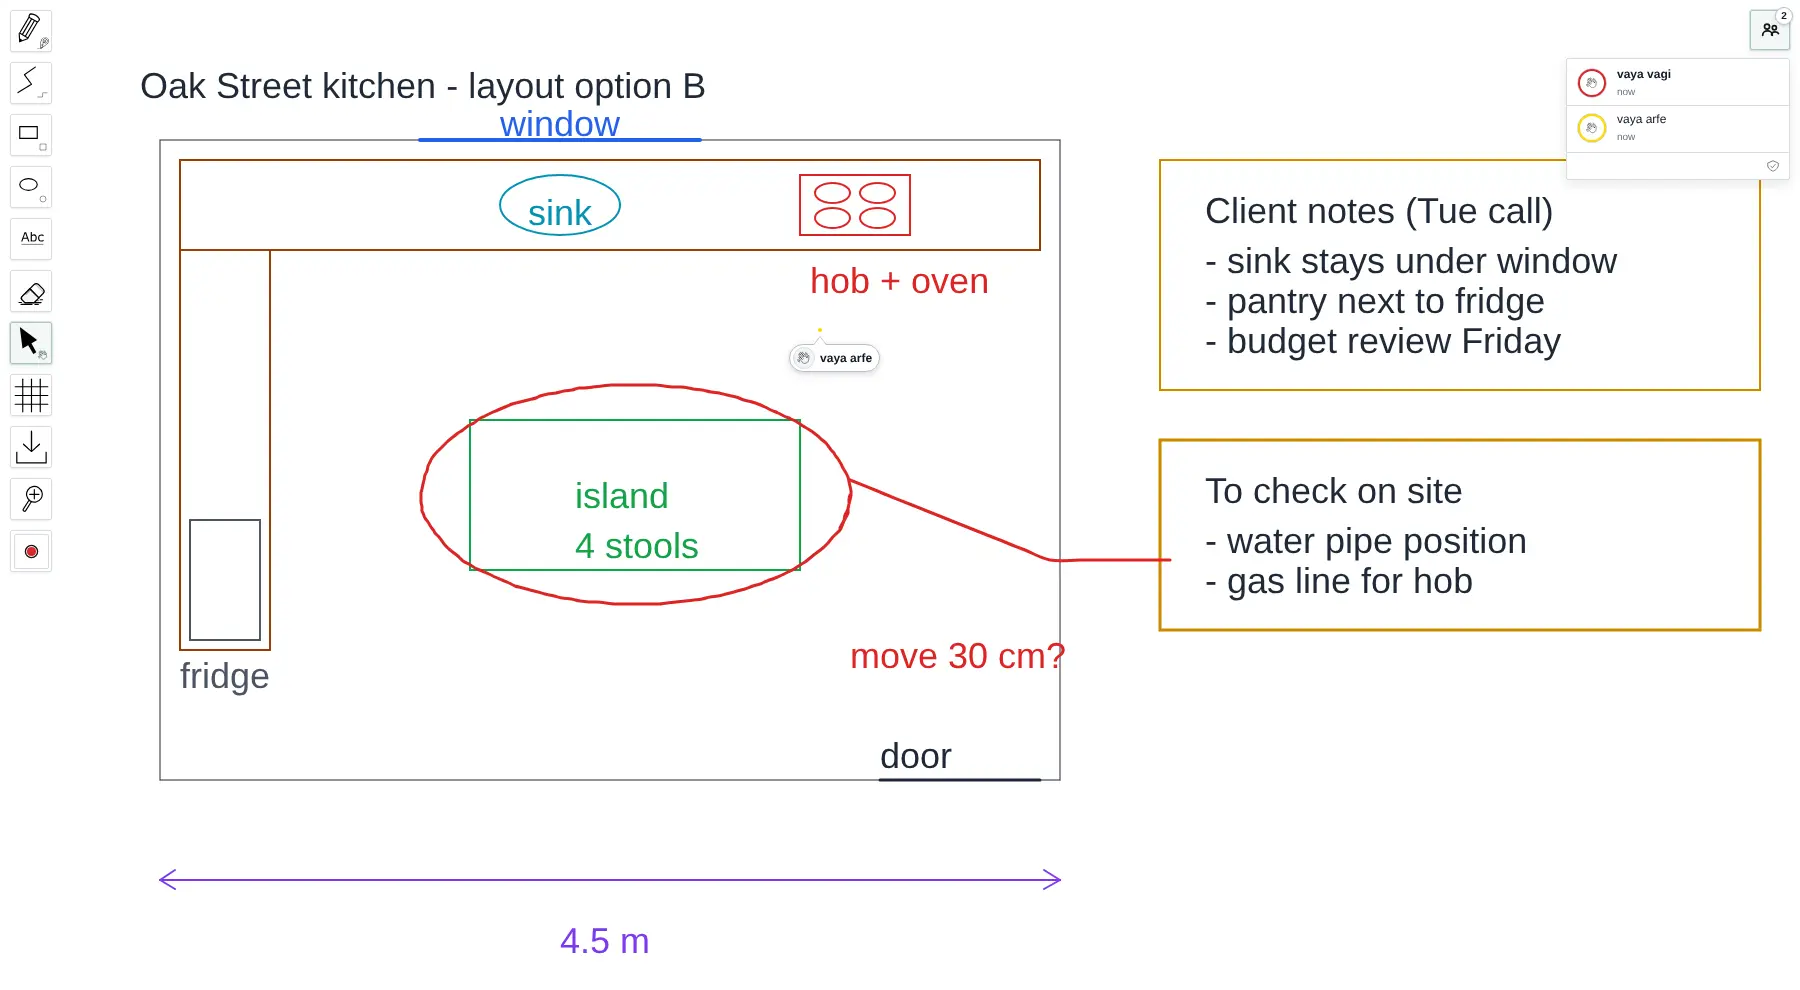 Abc
2
vaya vagi
now
vaya arfe
now
Oak Street kitchen - layout option B
window
sink
hob + oven
vaya arfe
island
4 stools
fridge
move 30 cm?
door
4.5 m
Client notes (Tue call)
- sink stays under window
- pantry next to fridge
- budget review Friday
To check on site
- water pipe position
- gas line for hob